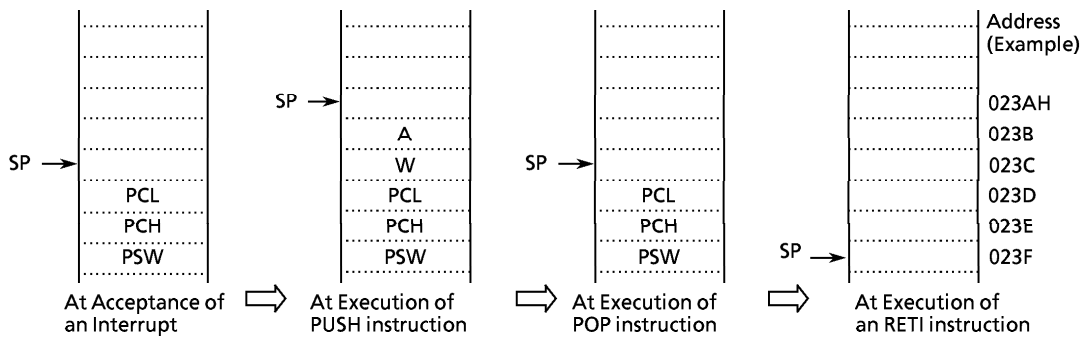 Address
(Example)
SP
023AH
A
023B
SP
W
SP
023C
PCL
PCL
PCL
023D
PCH
PCH
PCH
023E
PSW
PSW
PSW
SP
023F
At Acceptance of
an Interrupt
At Execution of
PUSH instruction
At Execution of
POP instruction
At Execution of
an RETI instruction